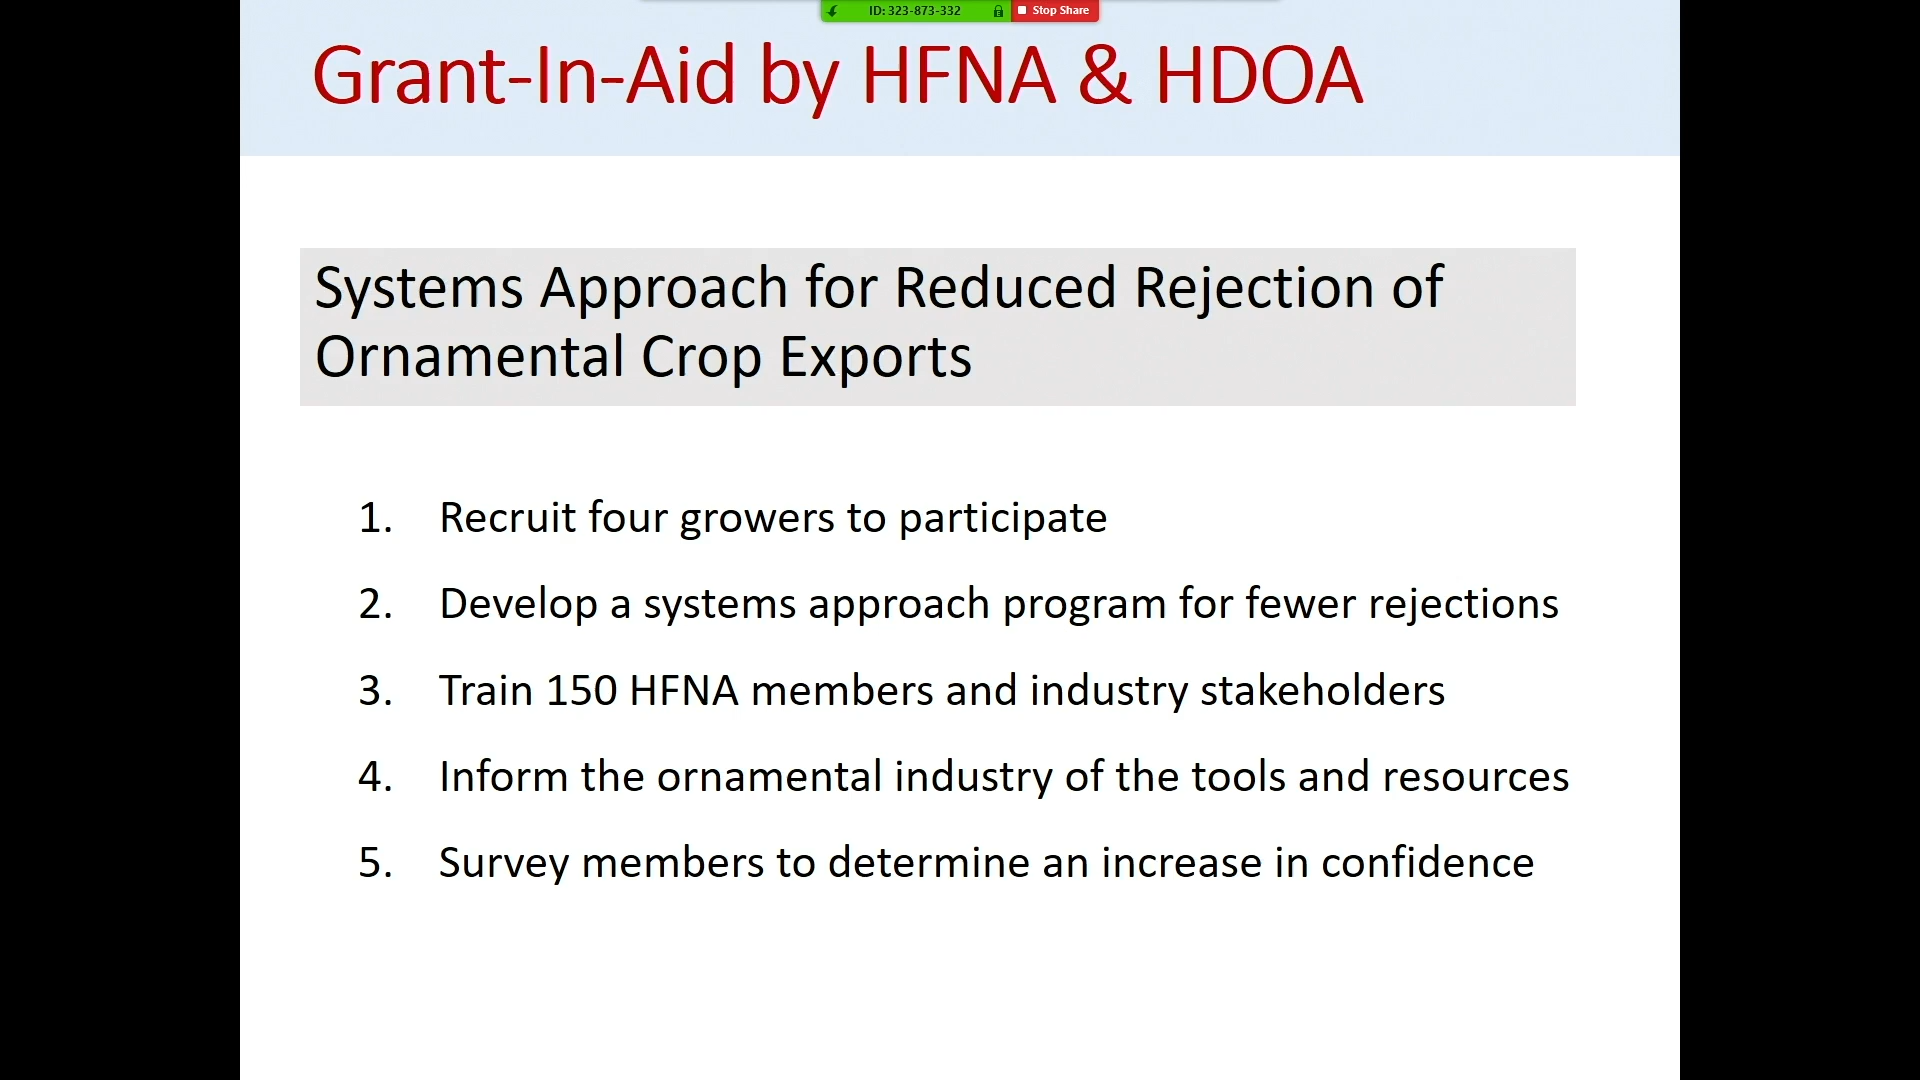 ID: 323-873-332 Stop Share
Grant-In-Aid by HFNA & HDOA
Systems Approach for Reduced Rejection of
Ornamental Crop Exports
1. Recruit four growers to participate
2. Develop a systems approach program for fewer rejections
3. Train 150 HFNA members and industry stakeholders
4. Inform the ornamental industry of the tools and resources
5. Survey members to determine an increase in confidence